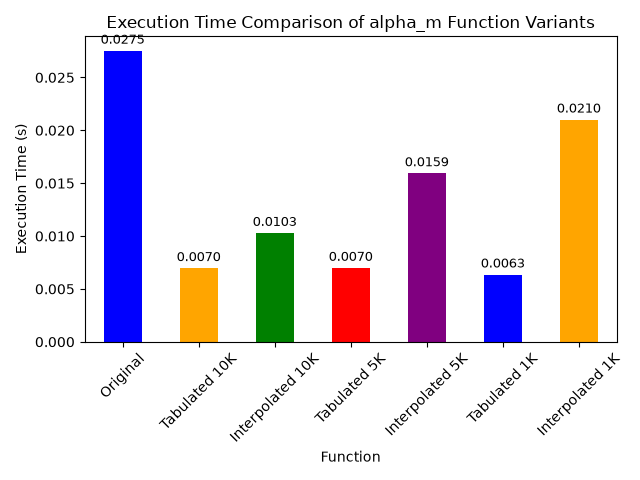 Execution Time Comparison of alpha_m Function Variants
Execution Time (s)
0.025
0.020
0.015
0.010
0.005
0.000
0.0275
0.0070
0.0103
0.0070
0.0159
0.0063
0.0210
Original
Tabulated 10K
Interpolated 10K
Tabulated 5K
Interpolated 5K
Tabulated 1K
Interpolated 1K
Function